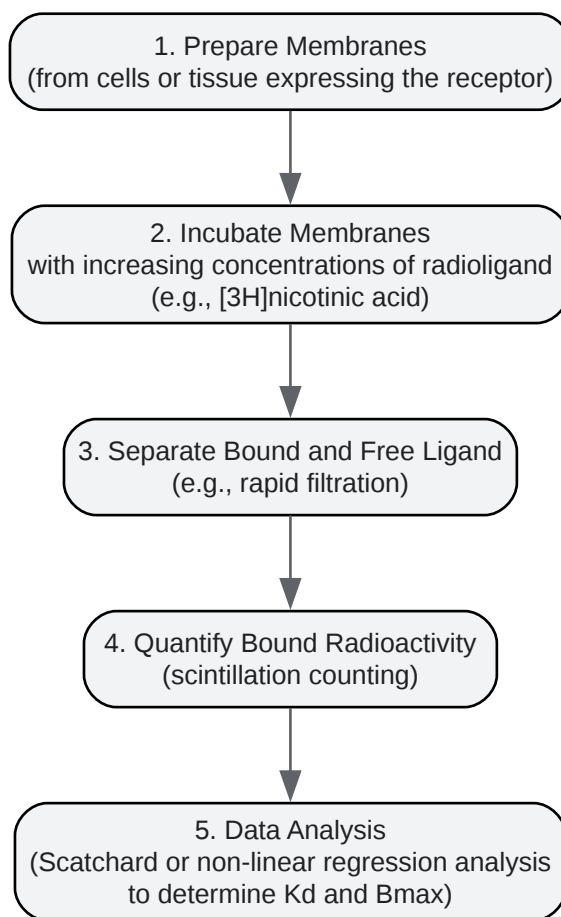 1. Prepare Membranes
(from cells or tissue expressing the receptor)
2. Incubate Membranes
with increasing concentrations of radioligand
(e.g., [3H]nicotinic acid)
3. Separate Bound and Free Ligand
(e.g., rapid filtration)
4. Quantify Bound Radioactivity
(scintillation counting)
5. Data Analysis
(Scatchard or non-linear regression analysis
to determine Kd and Bmax)